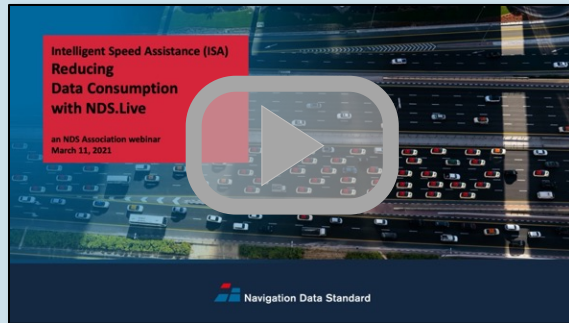 Intelligent Speed Assistance (ISA)
Reducing
Data Consumption
with NDS.Live
an NDS Association webinar
March 11, 2021
Navigation Data Standard